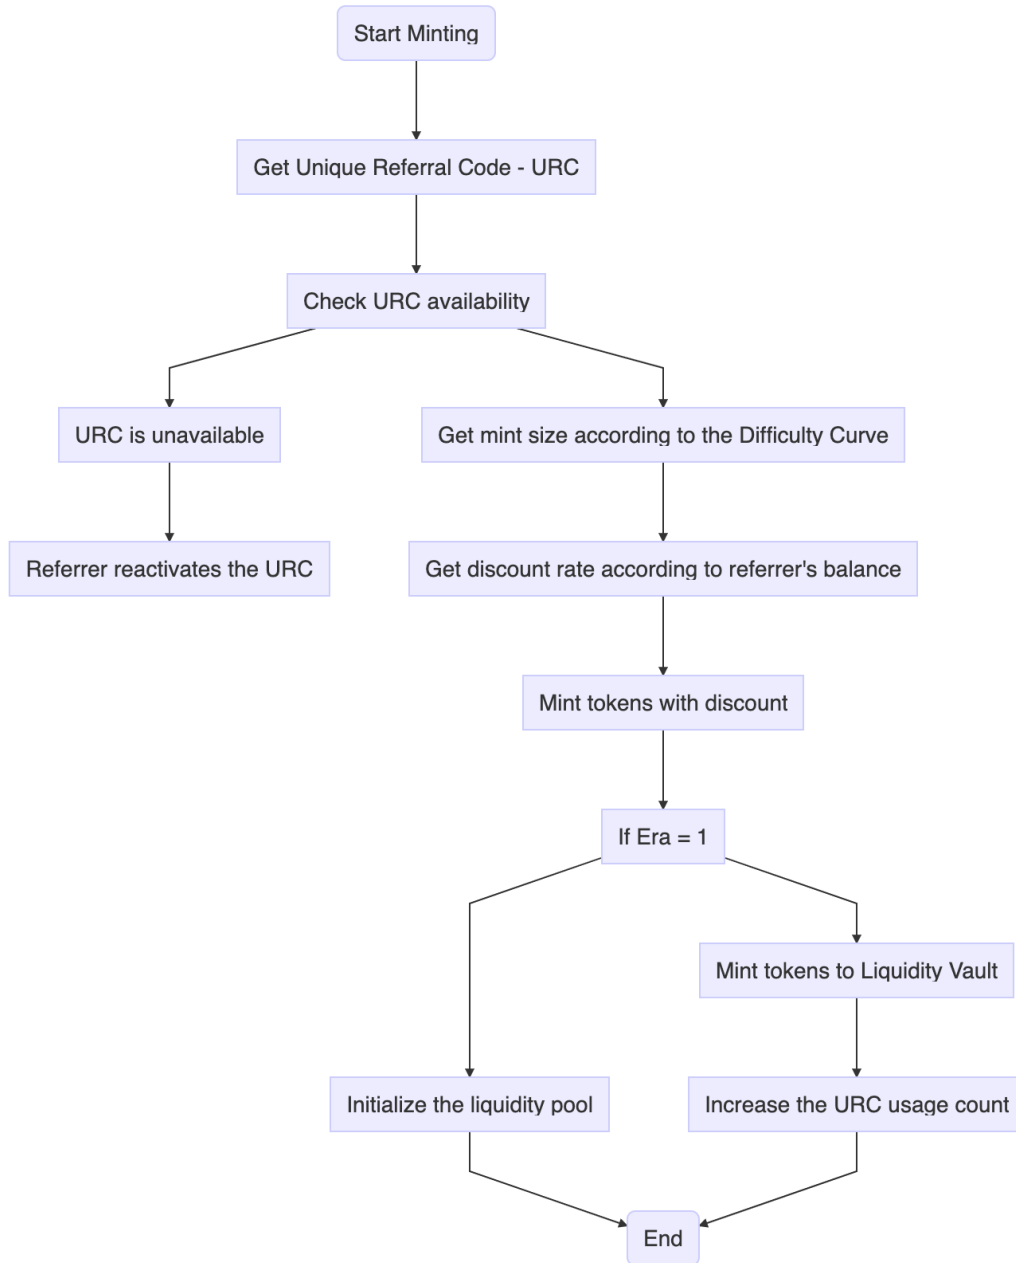 Start Minting
Get Unique Referral Code - URC
Check URC availability
URC is unavailable
Get mint size according to the Difficulty Curve
Referrer reactivates the URC
Get discount rate according to referrer's balance
Mint tokens with discount
If Era = 1
Mint tokens to Liquidity Vault
Initialize the liquidity pool
Increase the URC usage count
End